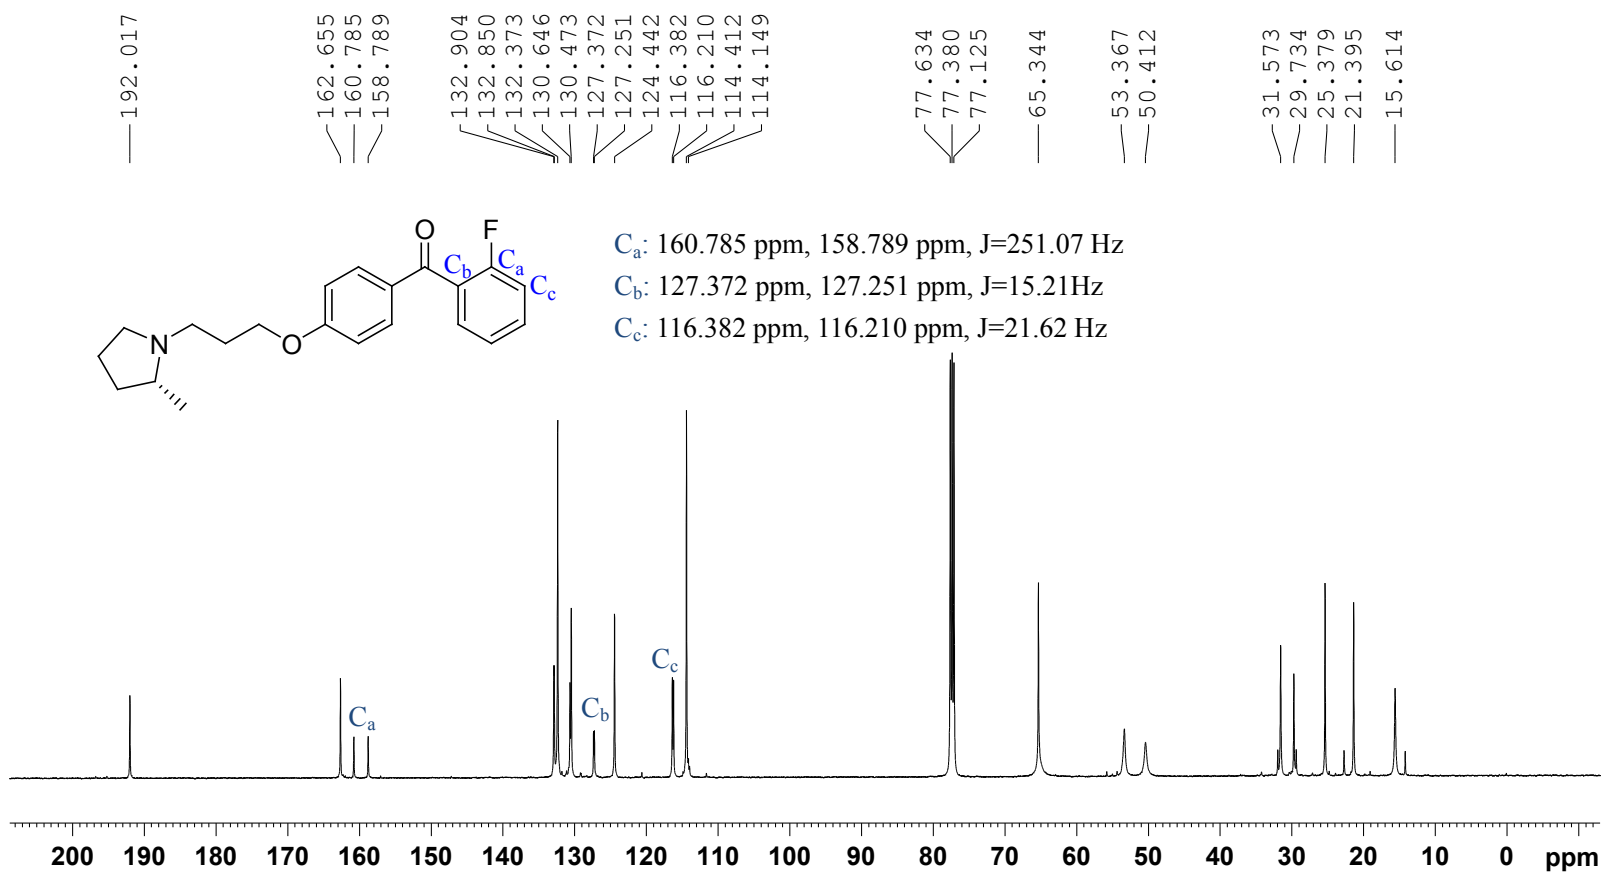 192.017
162.655
160.785
158.789
132.904
132.850
132.373
130.646
130.473
127.372
127.251
124.442
116.382
116.210
114.412
114.149
77.634
77.380
77.125
65.344
53.367
50.412
31.573
29.734
25.379
21.395
15.614
O
F
Cb
Ca
Cc
N
O
Ca: 160.785 ppm, 158.789 ppm, J=251.07 Hz
Cb: 127.372 ppm, 127.251 ppm, J=15.21Hz
Cc: 116.382 ppm, 116.210 ppm, J=21.62 Hz
Ca
Cb
Cc
200 190 180 170 160 150 140 130 120 110 100 90 80 70 60 50 40 30 20 10 0 ppm